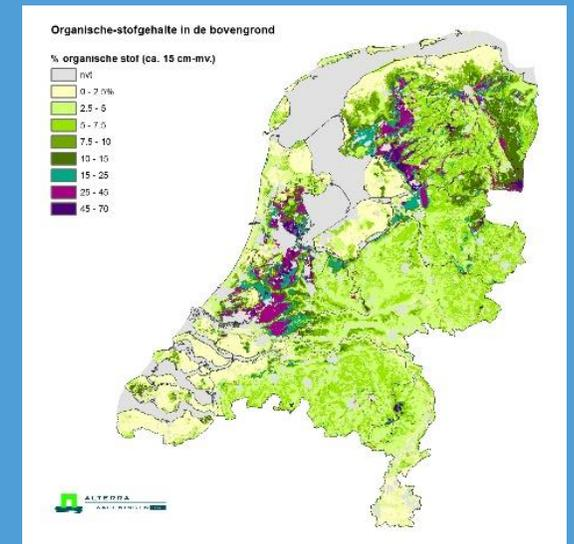 Organische-stofgehalte in de bovengrond
% organische stof (ca. 15 cm-mv.)
nvt
0 - 2.5%
2.5 - 5
5 - 7.5
7.5 - 10
10 - 15
15 - 25
25 - 45
45 - 70
ALTERRA